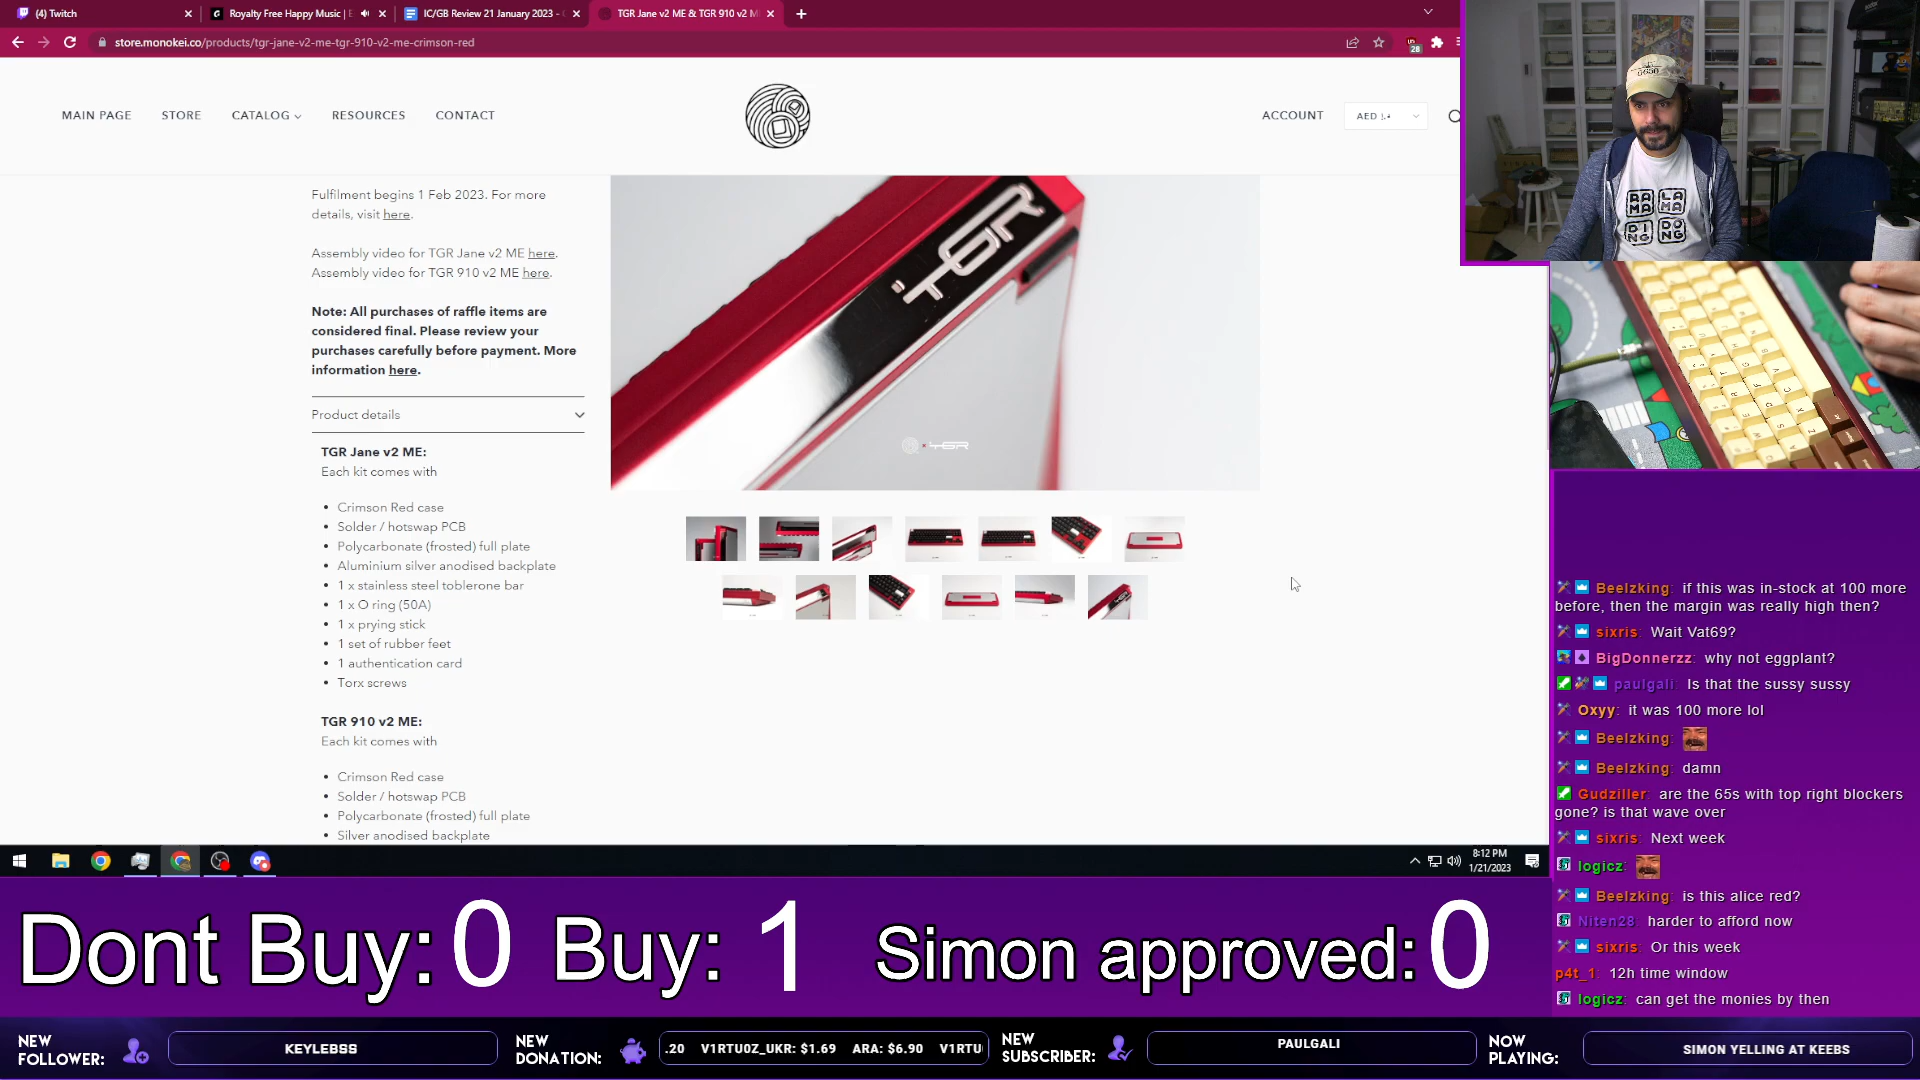 (4) Twitch
Royalty Free Happy Music |
IC/GB Review 21 January 2023 -
TGR Jane v2 ME & TGR 910 v2 M
store.monokei.co/products/tgr-jane-v2-me-tgr-910-v2-me-crimson-red
28
MAIN PAGE STORE CATALOG RESOURCES CONTACT
ACCOUNT
AED
Fulfilment begins 1 Feb 2023. For more
details, visit here.
Assembly video for TGR Jane v2 ME here.
Assembly video for TGR 910 v2 ME here.
Note: All purchases of raffle items are
considered final. Please review your
purchases carefully before payment. More
information here.
Product details
TGR Jane v2 ME:
Each kit comes with
• Crimson Red case
• Solder / hotswap PCB
• Polycarbonate (frosted) full plate
• Aluminium silver anodised backplate
• 1 x stainless steel toblerone bar
• 1 x O ring (50A)
• 1 x prying stick
• 1 set of rubber feet
• 1 authentication card
• Torx screws
TGR 910 v2 ME:
Each kit comes with
• Crimson Red case
• Solder / hotswap PCB
• Polycarbonate (frosted) full plate
• Silver anodised backplate
TGR
TGR
RAMA LAMA
DING DONG
8:12 PM
1/21/2023
Beelzking: if this was in-stock at 100 more
before, then the margin was really high then?
sixris: Wait Vat69?
BigDonnerzz: why not eggplant?
paulgali: Is that the sussy sussy
Oxyy: it was 100 more lol
Beelzking:
Beelzking: damn
Gudziller: are the 65s with top right blockers
gone? is that wave over
sixris: Next week
logicz:
Beelzking: is this alice red?
Niten28: harder to afford now
sixris: Or this week
p4t_1: 12h time window
logicz: can get the monies by then
Dont Buy: 0 Buy: 1 Simon approved: 0
NEW
FOLLOWER:
KEYLEBSS
NEW
DONATION:
.20 V1RTU0Z_UKR: $1.69 ARA: $6.90 V1RTU
NEW
SUBSCRIBER:
PAULGALI
NOW
PLAYING:
SIMON YELLING AT KEEBS